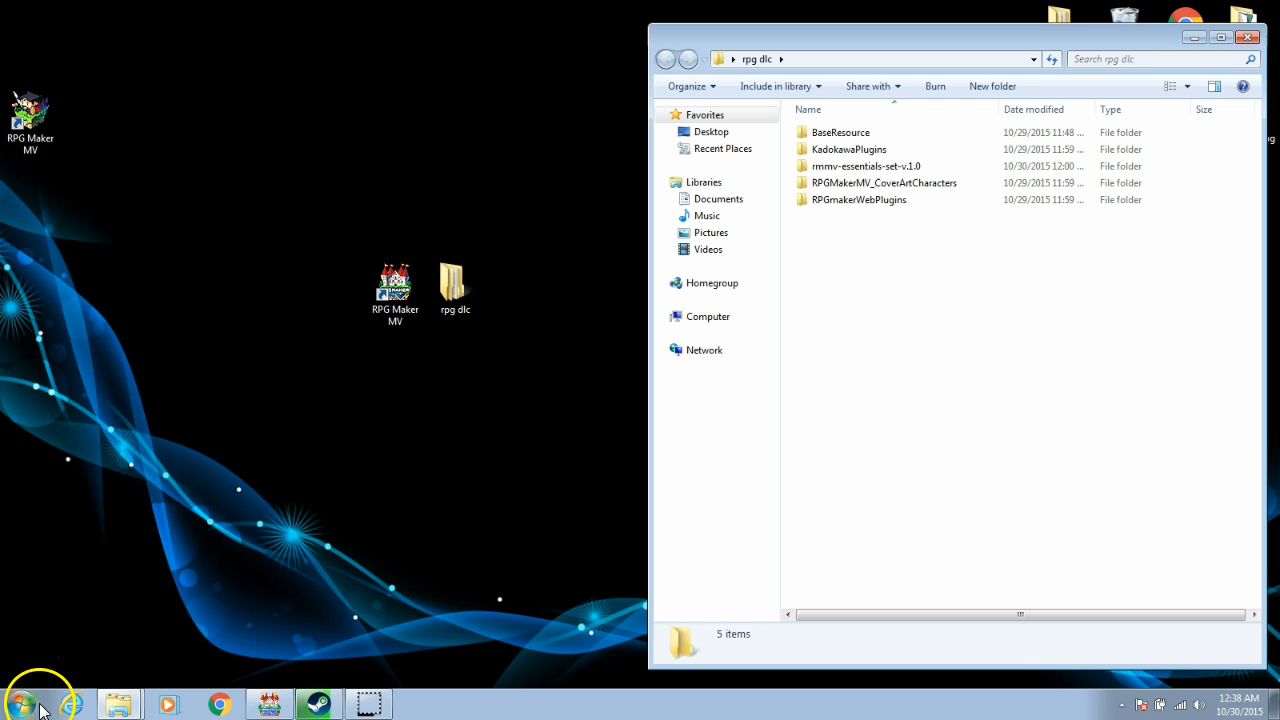 RPG Maker
MV
RPG Maker
MV
rpg dlc
rpg dlc
Search rpg dlc
Organize Include in library Share with Burn New folder
Name Date modified Type Size
Favorites
Desktop
Recent Places
Libraries
Documents
Music
Pictures
Videos
Homegroup
Computer
Network
BaseResource 10/29/2015 11:48 ... File folder
KadokawaPlugins 10/29/2015 11:59 ... File folder
rmmv-essentials-set-v.1.0 10/30/2015 12:00 ... File folder
RPGMakerMV_CoverArtCharacters 10/29/2015 11:59 ... File folder
RPGmakerWebPlugins 10/29/2015 11:59 ... File folder
5 items
ng
12:38 AM
10/30/2015